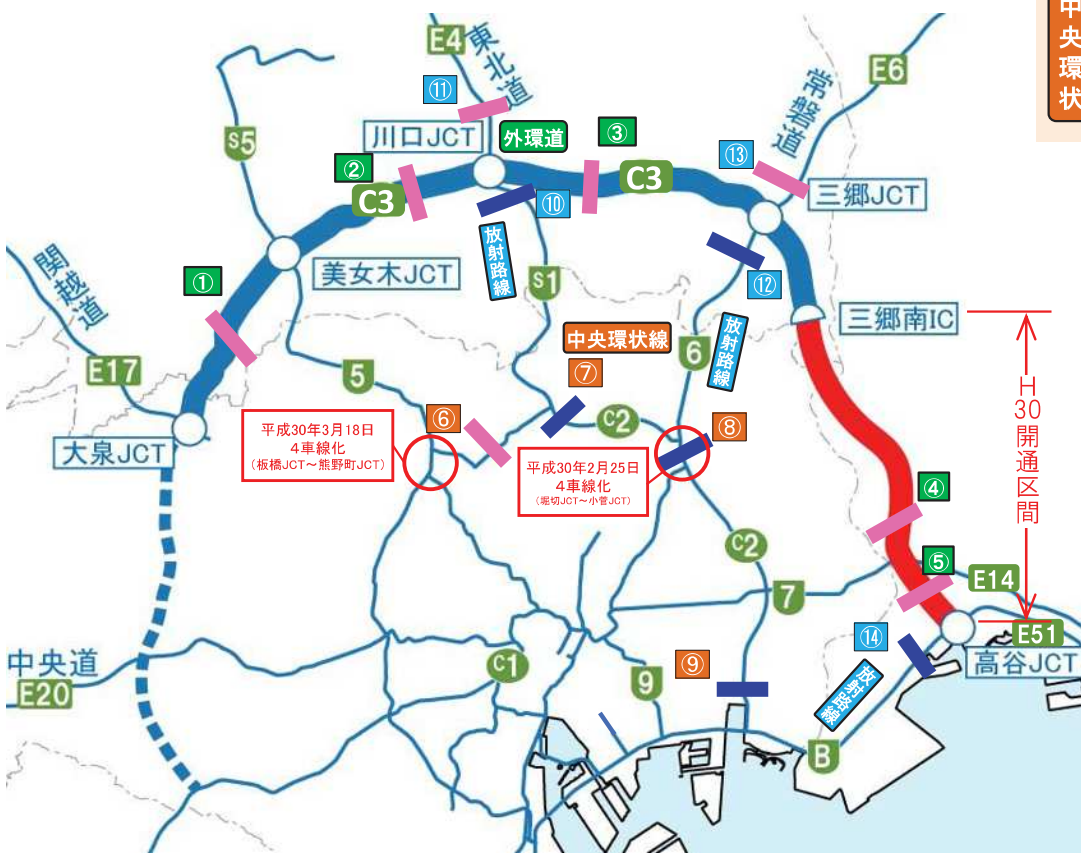 中
央
環
状
E4
東北道
⑪
E6
常磐道
S5
川口JCT
外環道
③
②
C3
C3
⑬
三郷JCT
⑩
放射路線
関越道
①
美女木JCT
S1
⑫
三郷南IC
放射路線
中央環状線
6
H30開通区間
E17
5
⑦
C2
⑥
⑧
大泉JCT
平成30年3月18日
4車線化
(板橋JCT～熊野町JCT)
平成30年2月25日
4車線化
(堀切JCT～小菅JCT)
④
C2
⑤
E14
7
⑭
E51
中央道
E20
C1
9
⑨
高谷JCT
放射路線
B